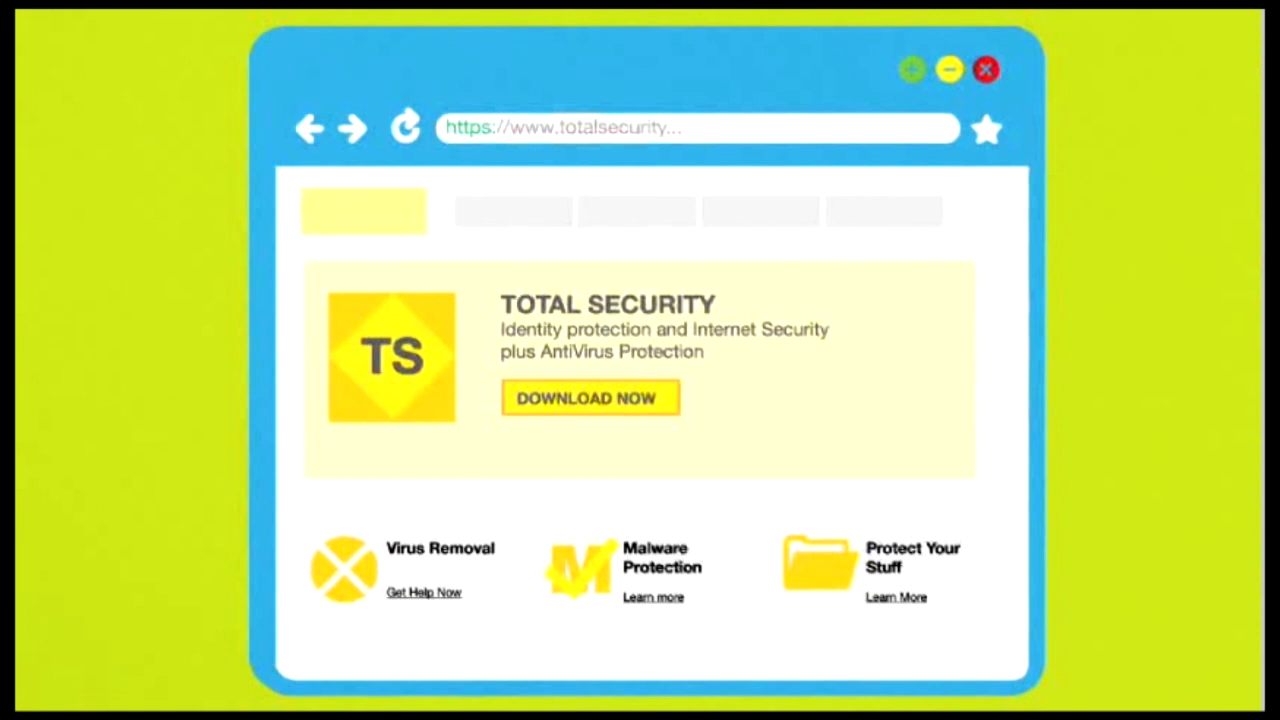 https://www.totalsecurity...
TOTAL SECURITY
Identity protection and Internet Security
plus AntiVirus Protection
TS
DOWNLOAD NOW
Virus Removal
Get Help Now
Malware
Protection
Learn more
Protect Your
Stuff
Learn More